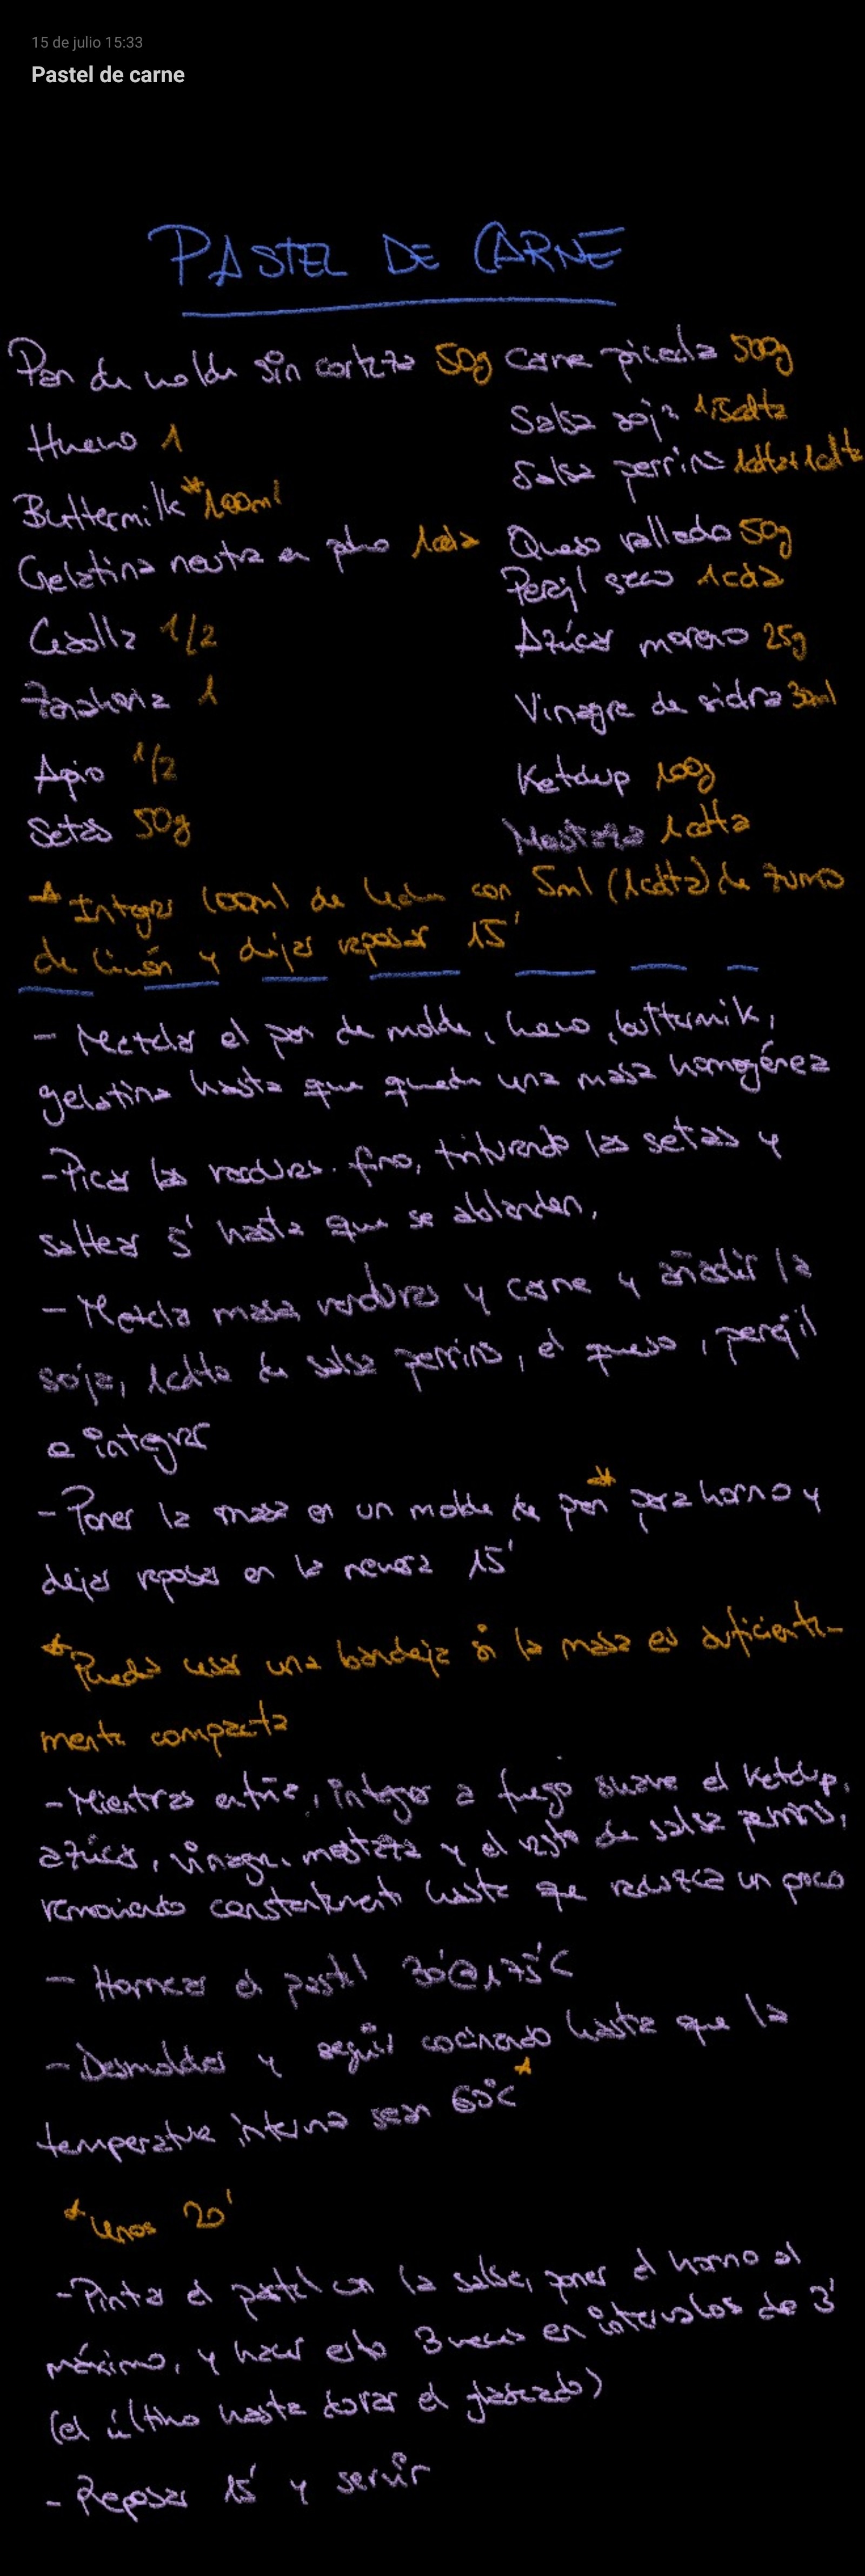 15 de julio 15:33
Pastel de carne
PASTEL DE CARNE
Pan de molde sin corteza 50g
Huevo 1
Buttermilk* 100ml
Gelatina neutra en polvo 1cda
Cebolla 1/2
Zanahoria 1
Apio 1/2
Setas 50g
Carne picada 500g
Salsa soja 1,5cdta
Salsa perrins 1cdta+1cdta
Queso rallado 50g
Perejil seco 1cda
Azúcar moreno 25g
Vinagre de sidra 30ml
Ketchup 100g
Mostaza 1cdta
* Integrar 100ml de leche con 5ml (1cdta) de zumo
de limón y dejar reposar 15'
- Mezclar el pan de molde, huevo, buttermilk,
gelatina hasta que quede una masa homogénea
- Picar las verduras fino, triturando las setas y
saltear 5' hasta que se ablanden.
- Mezcla masa, verduras y carne y añadir la
soja, 1cdta de salsa perrins, el queso, perejil
e integrar
- Poner la masa en un molde de pan* para horno y
dejar reposar en la nevera 15'
* Puedes usar una bandeja si la masa es suficiente-
mente compacta
- Mientras enfría, integrar a fuego suave el ketchup,
azúcar, vinagre, mostaza y el resto de salsa perrins,
removiendo constantemente hasta que reduzca un poco
- Hornear el pastel 30'@175°C
- Desmoldar y seguir cocinando hasta que la
temperatura interna sean 65°C*
* Unos 20'
- Pintar el pastel con la salsa, poner el horno al
máximo, y hacer esto 3 veces en intervalos de 3'
(el último hasta dorar el glaseado)
- Reposar 15' y servir